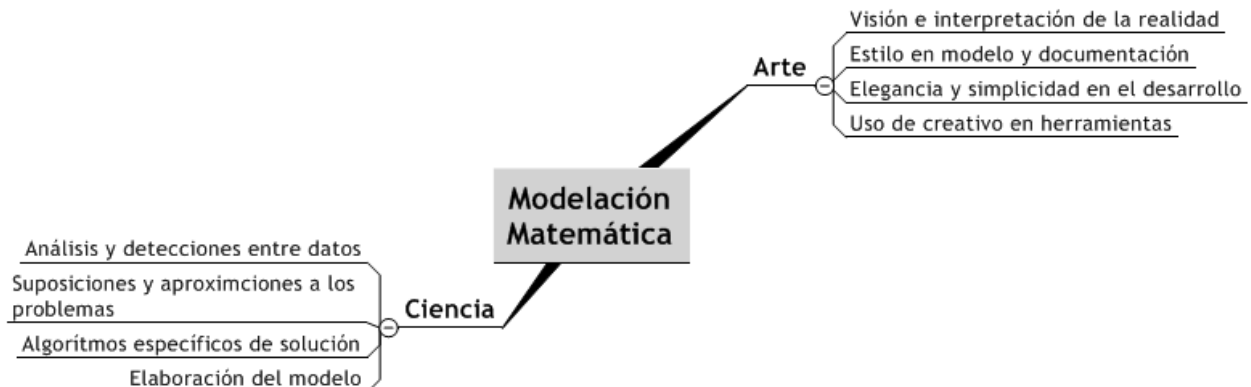 Visión e interpretación de la realidad
Arte
Estilo en modelo y documentación
Elegancia y simplicidad en el desarrollo
Uso de creativo en herramientas
Modelación
Matemática
Análisis y detecciones entre datos
Suposiciones y aproximciones a los
problemas
Ciencia
Algorítmos específicos de solución
Elaboración del modelo